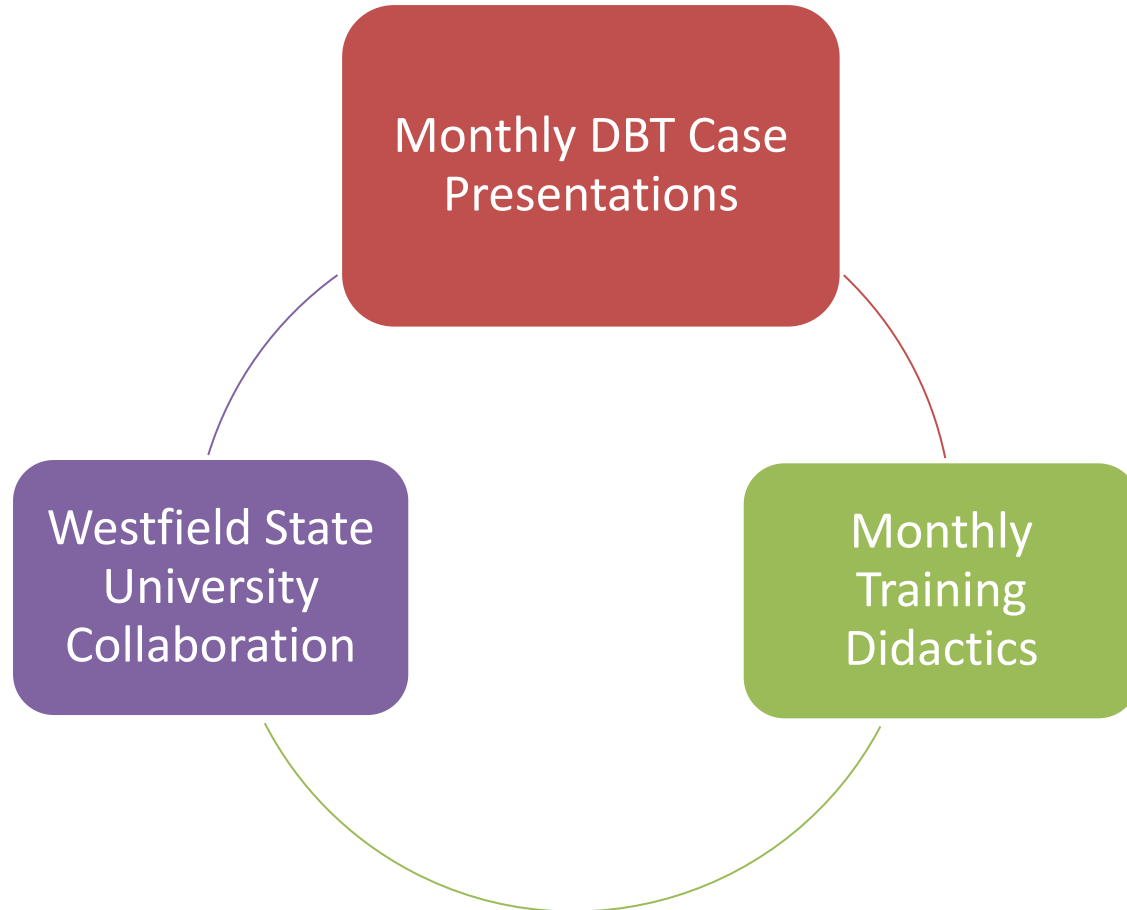 Monthly DBT Case
Presentations
Westfield State
University
Collaboration
Monthly
Training
Didactics